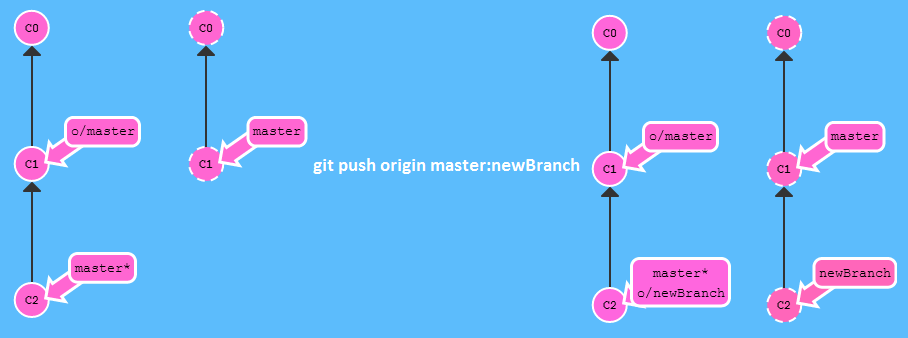 C0
C0
o/master
master
C1
C1
master*
C2
git push origin master:newBranch
C0
C0
o/master
master
C1
C1
master*
o/newBranch
newBranch
C2
C2